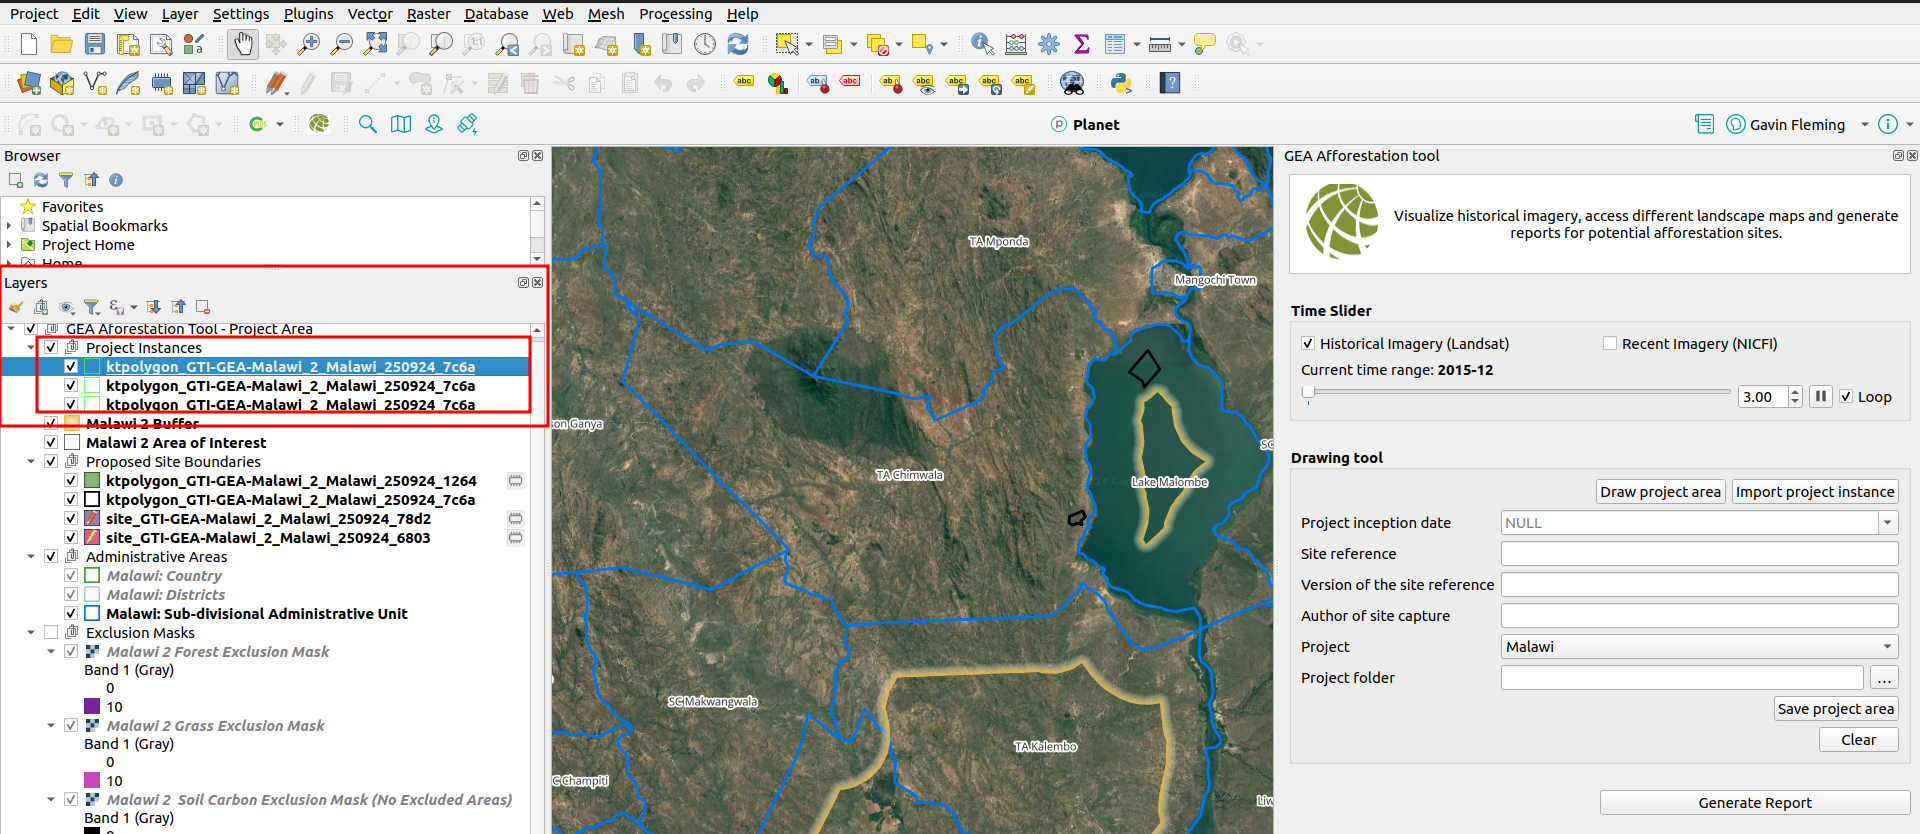 Project Edit View Layer Settings Plugins Vector Raster Database Web Mesh Processing Help
Planet
Gavin Fleming
Browser
Favorites
Spatial Bookmarks
Project Home
Home
Layers
GEA Aforestation Tool - Project Area
Project Instances
ktpolygon_GTI-GEA-Malawi_2_Malawi_250924_7c6a
ktpolygon_GTI-GEA-Malawi_2_Malawi_250924_7c6a
ktpolygon_GTI-GEA-Malawi_2_Malawi_250924_7c6a
Malawi 2 Buffer
Malawi 2 Area of Interest
Proposed Site Boundaries
ktpolygon_GTI-GEA-Malawi_2_Malawi_250924_1264
ktpolygon_GTI-GEA-Malawi_2_Malawi_250924_7c6a
site_GTI-GEA-Malawi_2_Malawi_250924_78d2
site_GTI-GEA-Malawi_2_Malawi_250924_6803
Administrative Areas
Malawi: Country
Malawi: Districts
Malawi: Sub-divisional Administrative Unit
Exclusion Masks
Malawi 2 Forest Exclusion Mask
Band 1 (Gray)
0
10
Malawi 2 Grass Exclusion Mask
Band 1 (Gray)
0
10
Malawi 2 Soil Carbon Exclusion Mask (No Excluded Areas)
Band 1 (Gray)
TA Mponda
Mangochi Town
son Ganya
TA Chimwala
Lake Malombe
SC Makwangwala
TA Kalembo
C Champiti
GEA Afforestation tool
Visualize historical imagery, access different landscape maps and generate
reports for potential afforestation sites.
Time Slider
Historical Imagery (Landsat)
Recent Imagery (NICFI)
Current time range: 2015-12
3.00
Loop
Drawing tool
Draw project area
Import project instance
Project inception date
NULL
Site reference
Version of the site reference
Author of site capture
Project
Malawi
Project folder
...
Save project area
Clear
Generate Report